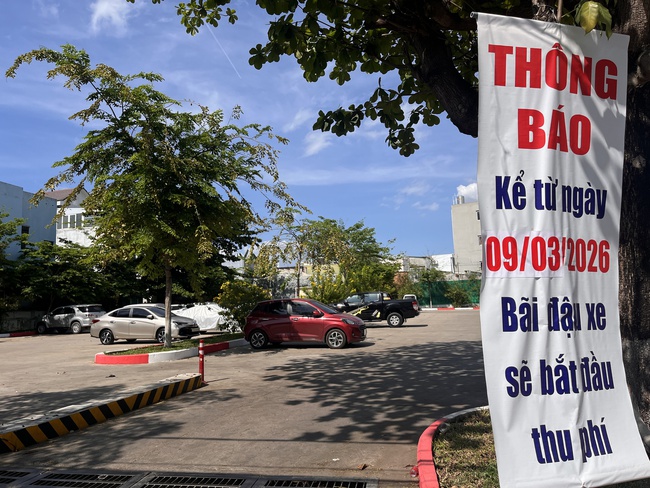 THÔNG
BÁO
Kể từ ngày
09/03/2026
Bãi đậu xe
sẽ bắt đầu
thu phí